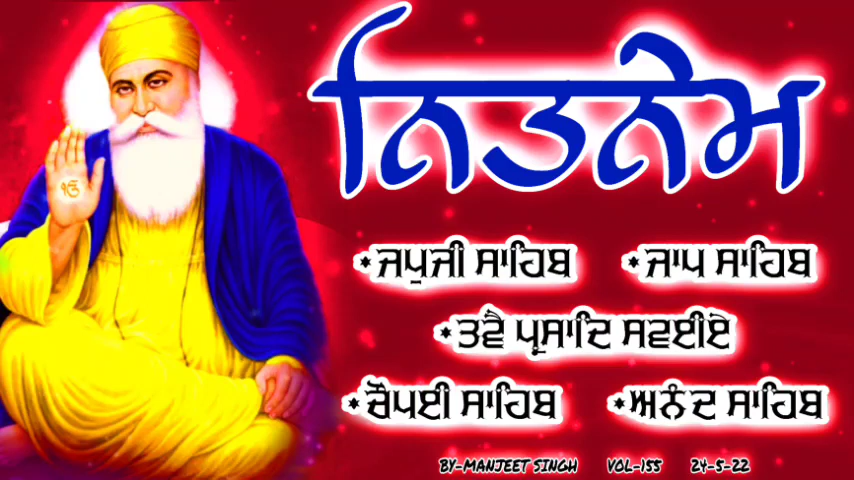 ਨਿਤਨੇਮ
*ਜਪੁਜੀ ਸਾਹਿਬ *ਜਾਪ ਸਾਹਿਬ
*ਤਵੈ ਪ੍ਰਸਾਦਿ ਸਵਈਏ
*ਚੌਪਈ ਸਾਹਿਬ *ਅਨੰਦ ਸਾਹਿਬ
ੴ
BY-MANJEET SINGH VOL-155 24-5-22